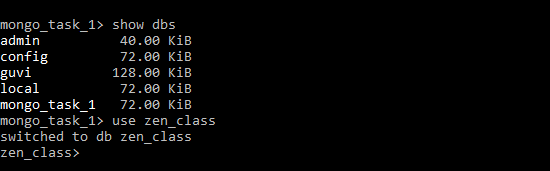 mongo_task_1> show dbs
admin         40.00 KiB
config        72.00 KiB
guvi         128.00 KiB
local         72.00 KiB
mongo_task_1  72.00 KiB
mongo_task_1> use zen_class
switched to db zen_class
zen_class>